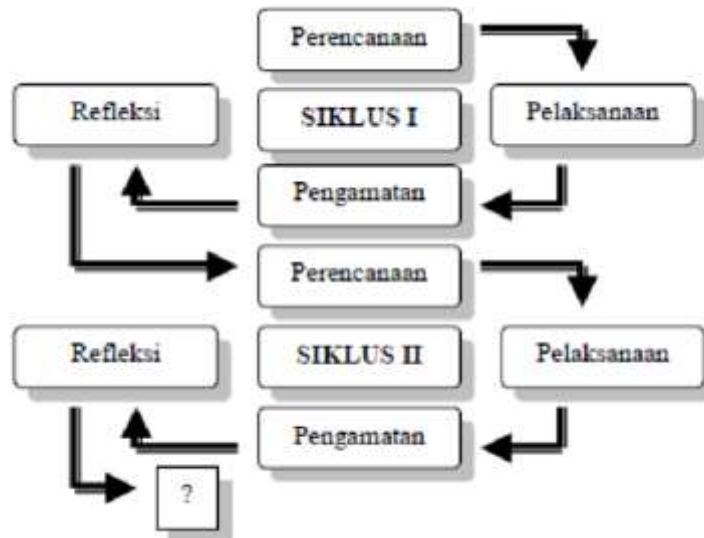 Perencanaan
Refleksi
SIKLUS I
Pelaksanaan
Pengamatan
Perencanaan
Refleksi
SIKLUS II
Pelaksanaan
Pengamatan
?